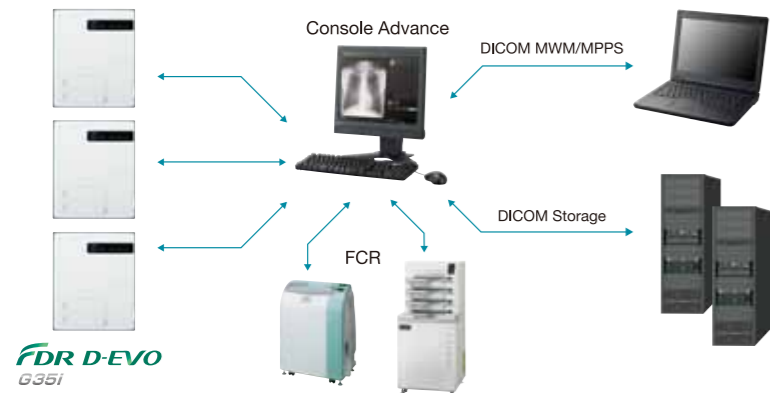 Console Advance
DICOM MWM/MPPS
DICOM Storage
FCR
FDR D-EVO
G35i